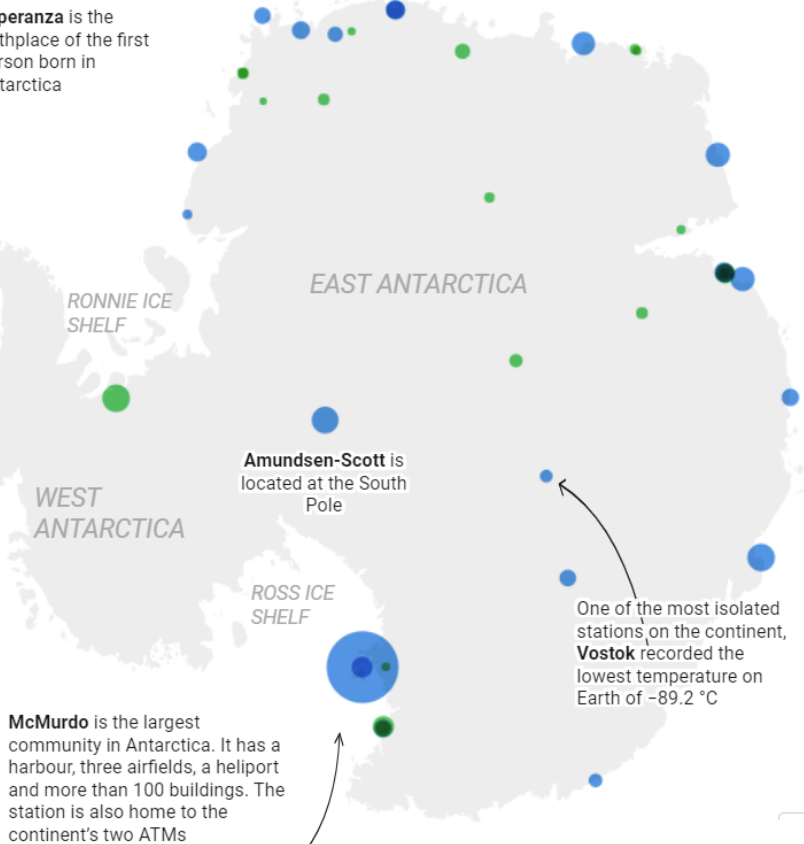 peranza is the
thplace of the first
rson born in
tarctica
RONNIE ICE
SHELF
EAST ANTARCTICA
Amundsen-Scott is
located at the South
Pole
WEST
ANTARCTICA
ROSS ICE
SHELF
One of the most isolated
stations on the continent,
Vostok recorded the
lowest temperature on
Earth of −89.2 °C
McMurdo is the largest
community in Antarctica. It has a
harbour, three airfields, a heliport
and more than 100 buildings. The
station is also home to the
continent's two ATMs